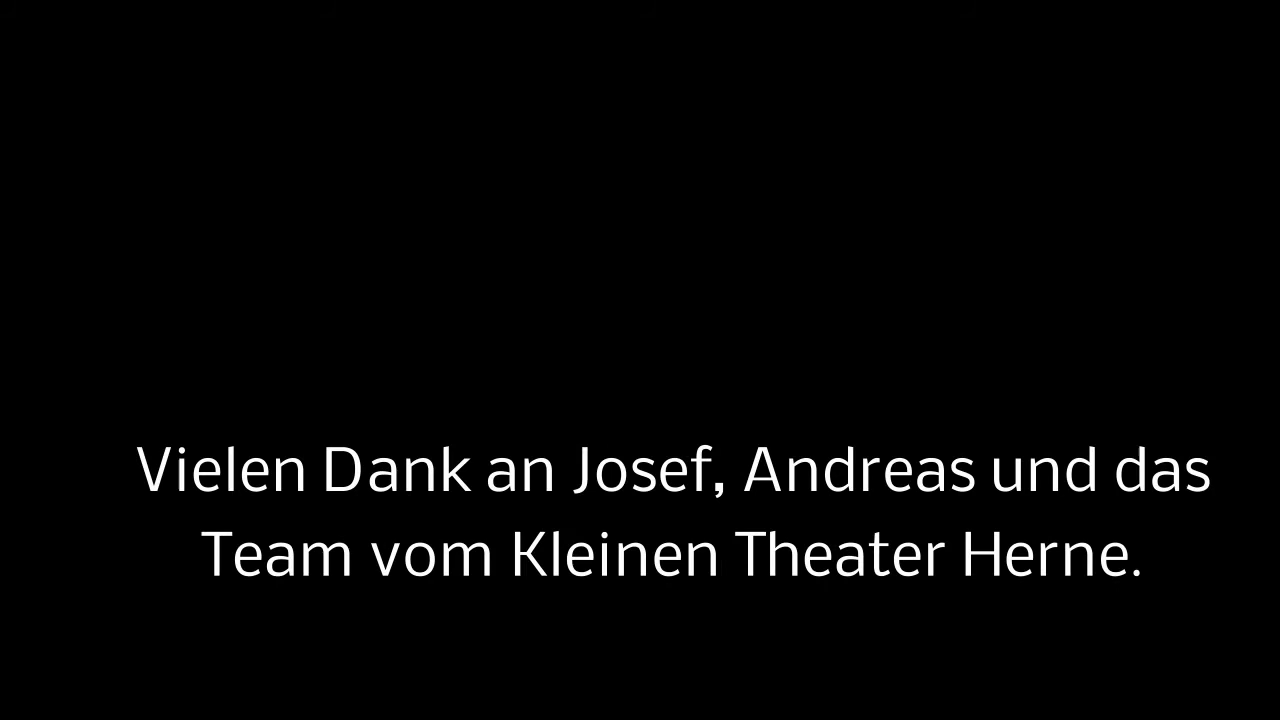 Vielen Dank an Josef, Andreas und das
Team vom Kleinen Theater Herne.